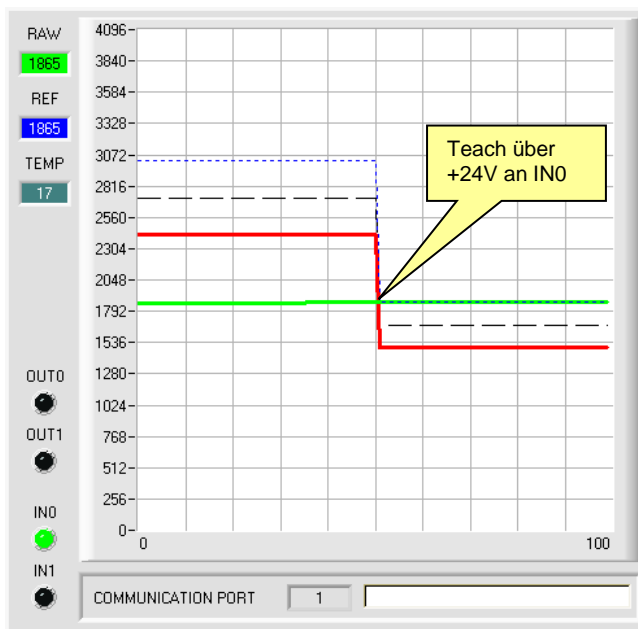 RAW
1865
REF
1865
TEMP
17
OUT0
OUT1
IN0
IN1
4096
3840
3584
3328
3072
2816
2560
2304
2048
1792
1536
1280
1024
768
512
256
0
0
100
Teach über
+24V an IN0
COMMUNICATION PORT 1